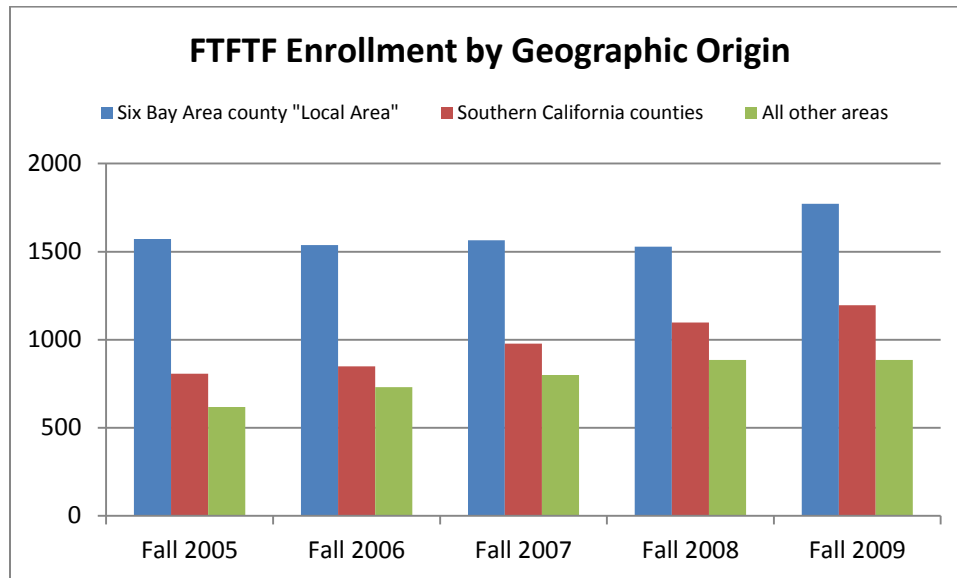 FTFTF Enrollment by Geographic Origin
Six Bay Area county "Local Area" Southern California counties All other areas
2000
1500
1000
500
0
Fall 2005 Fall 2006 Fall 2007 Fall 2008 Fall 2009